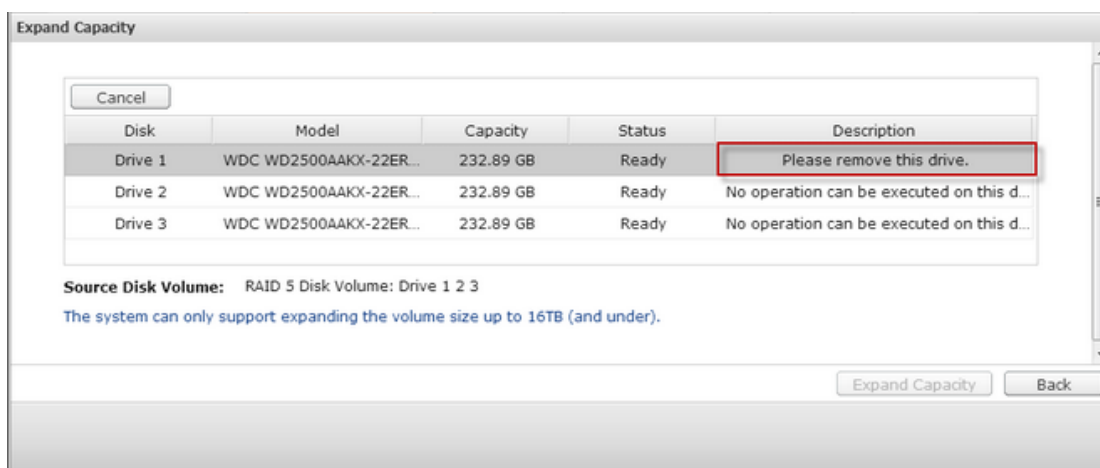 Expand Capacity
Cancel
Disk Model Capacity Status Description
Drive 1 WDC WD2500AAKX-22ER... 232.89 GB Ready Please remove this drive.
Drive 2 WDC WD2500AAKX-22ER... 232.89 GB Ready No operation can be executed on this d...
Drive 3 WDC WD2500AAKX-22ER... 232.89 GB Ready No operation can be executed on this d...
Source Disk Volume: RAID 5 Disk Volume: Drive 1 2 3
The system can only support expanding the volume size up to 16TB (and under).
Expand Capacity Back